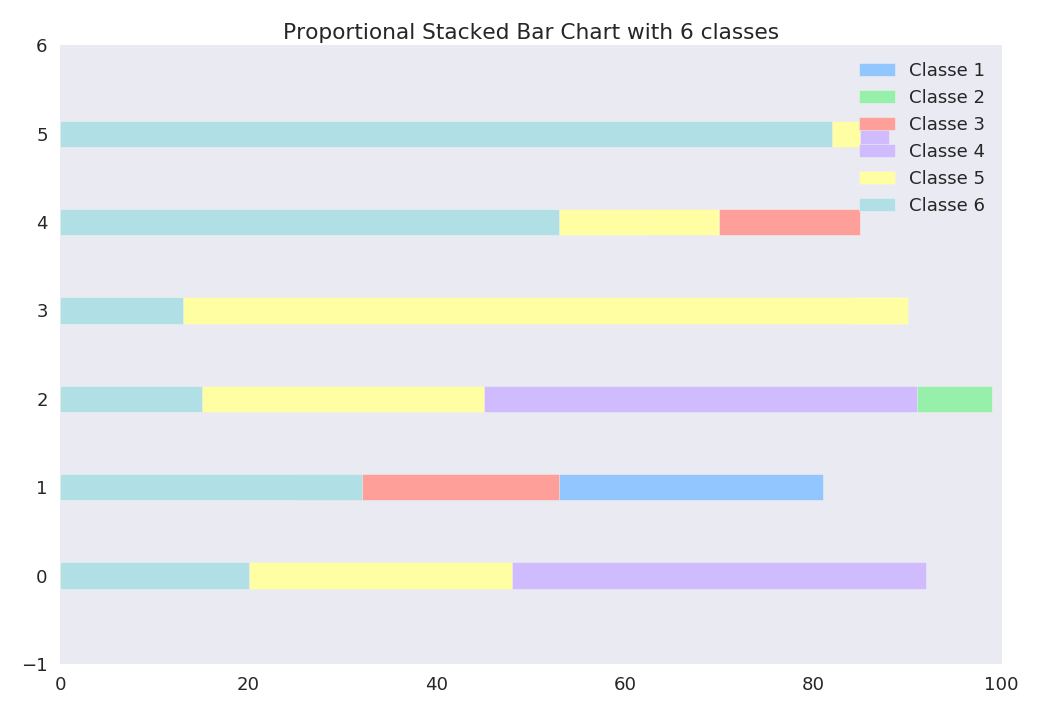 Proportional Stacked Bar Chart with 6 classes
6
5
4
3
2
1
0
−1
Classe 1
Classe 2
Classe 3
Classe 4
Classe 5
Classe 6
0 20 40 60 80 100